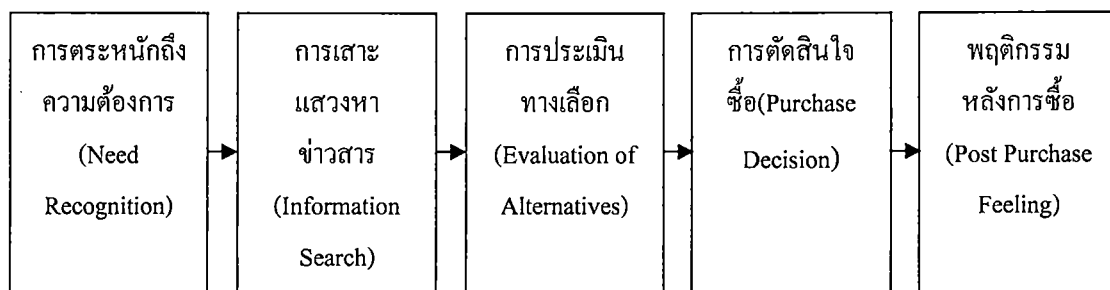 การตระหนักถึง
ความต้องการ
(Need
Recognition)
การเสาะ
แสวงหา
ข่าวสาร
(Information
Search)
การประเมิน
ทางเลือก
(Evaluation of
Alternatives)
การตัดสินใจ
ซื้อ(Purchase
Decision)
พฤติกรรม
หลังการซื้อ
(Post Purchase
Feeling)